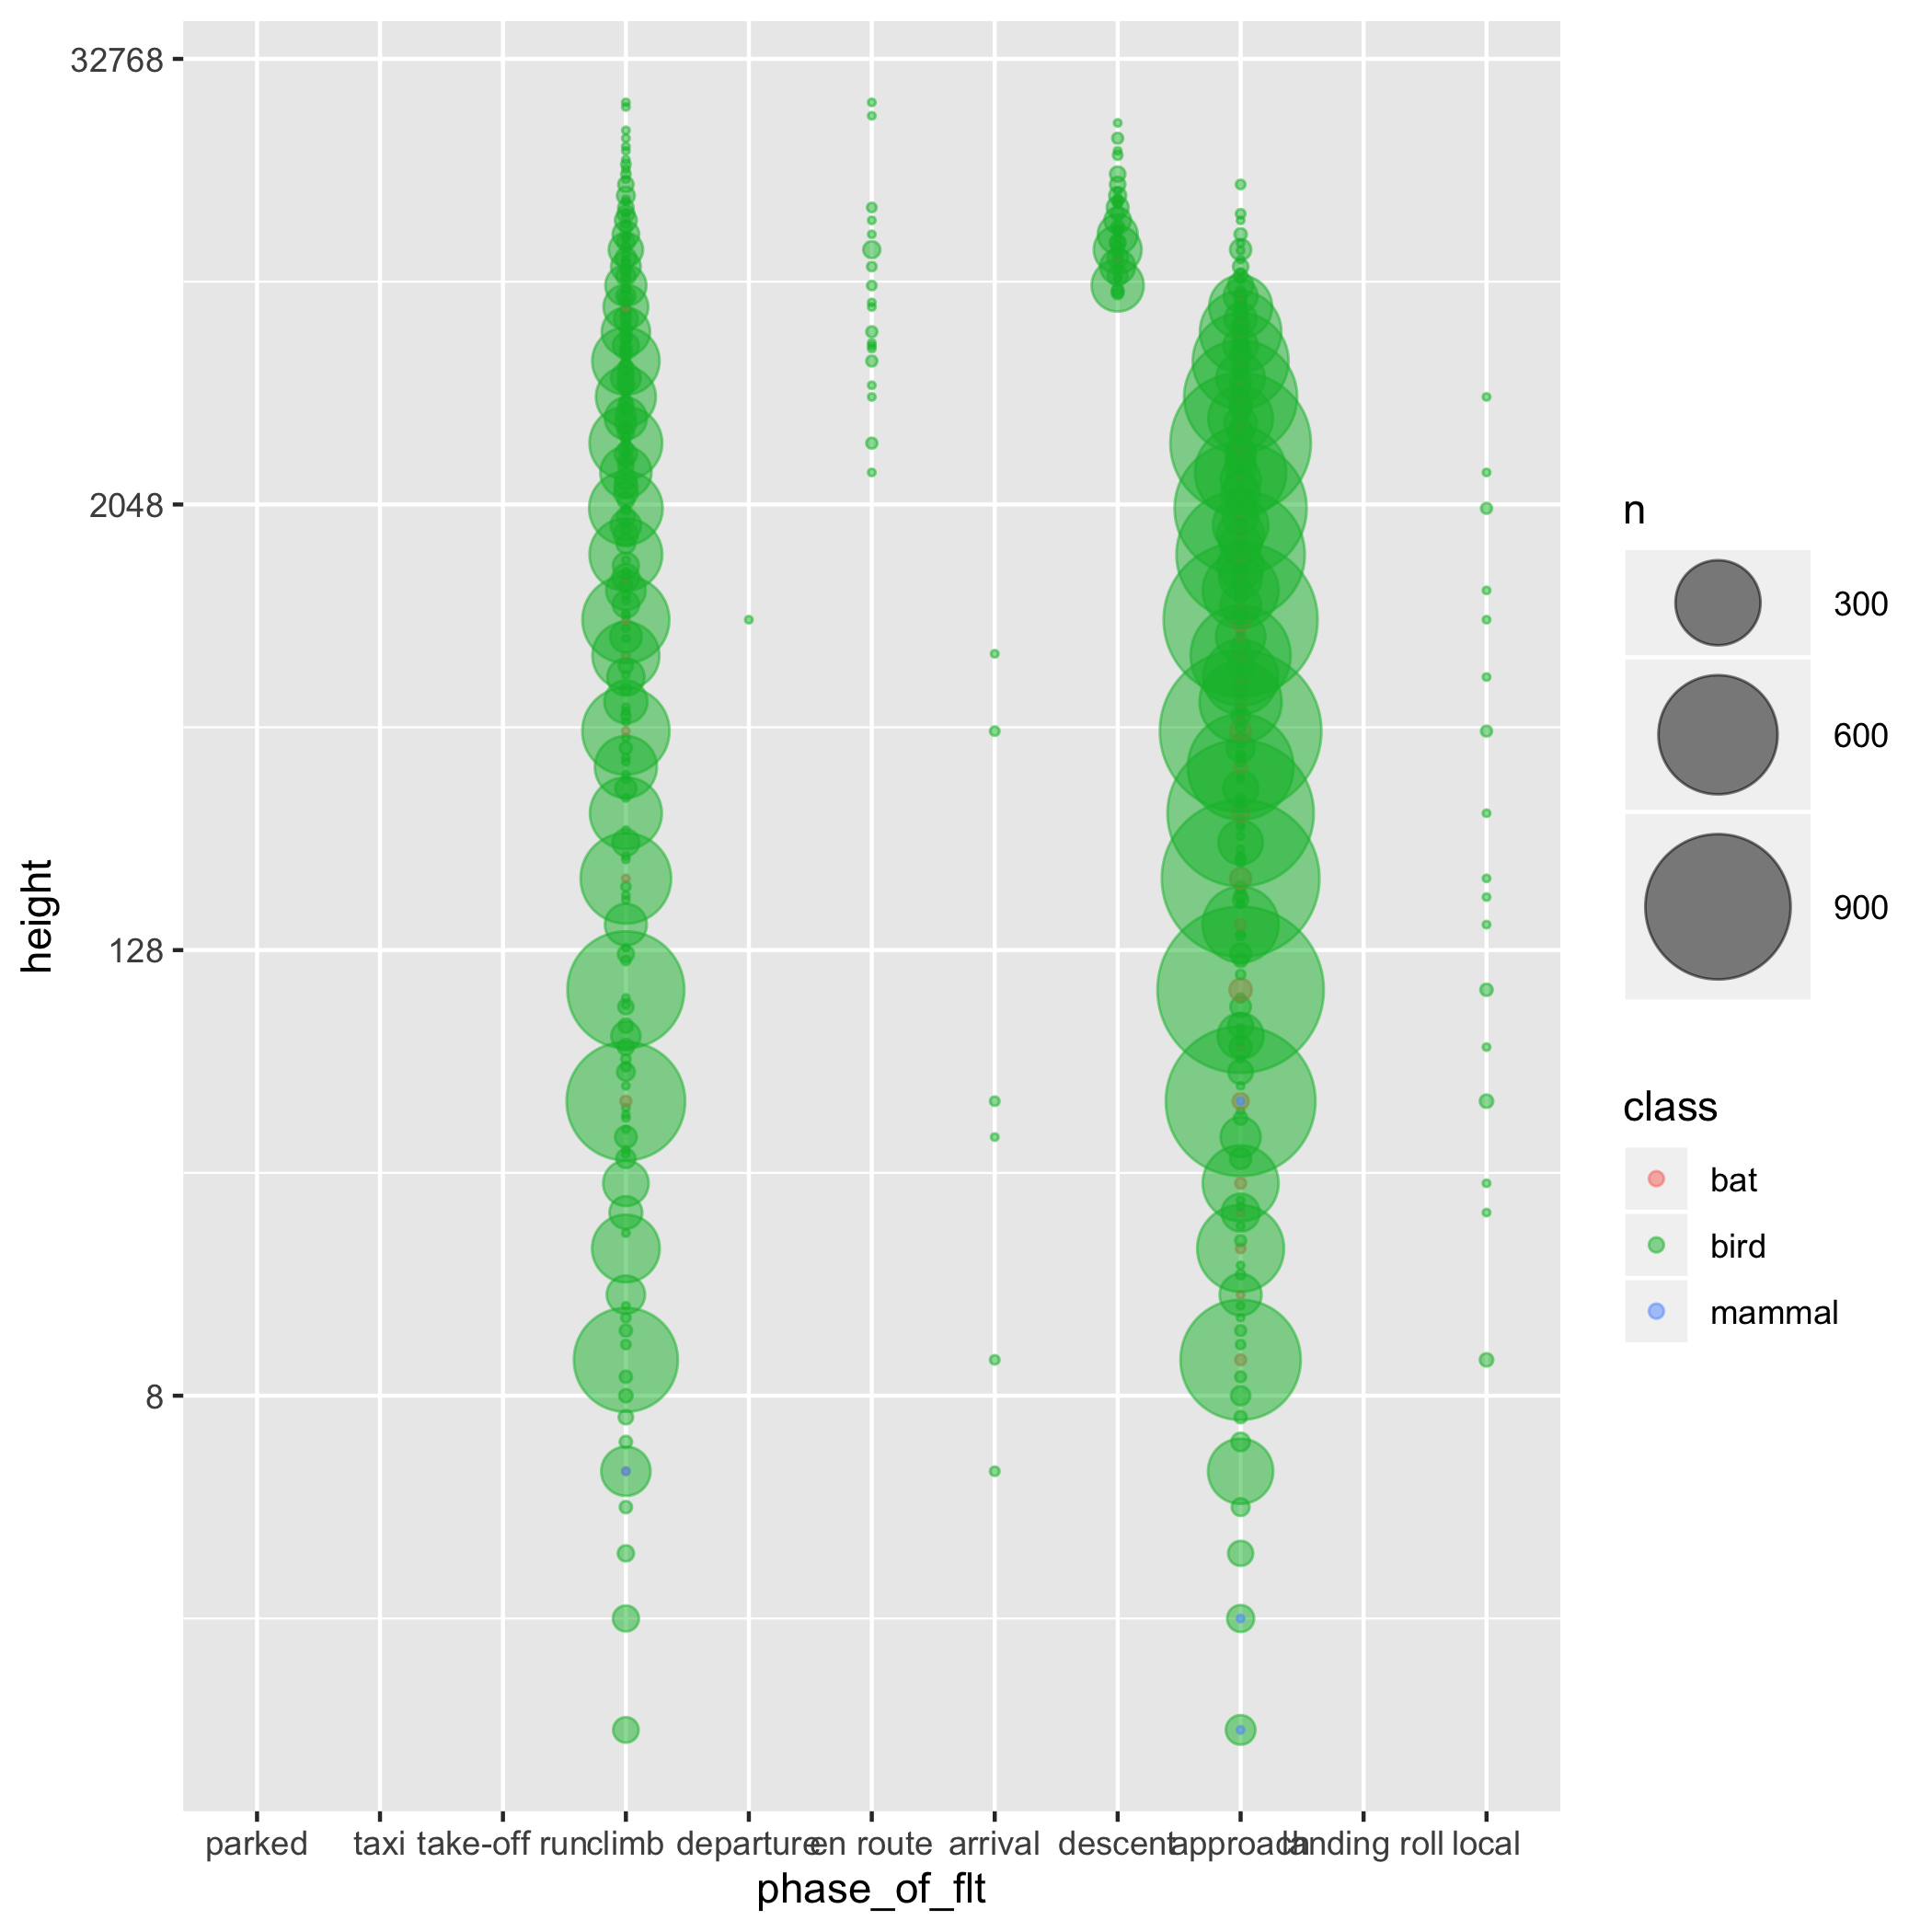 32768
2048
128
8
height
parked taxi take-off run climb departure en route arrival descent approach landing roll local
phase_of_flt
n
300
600
900
class
bat
bird
mammal